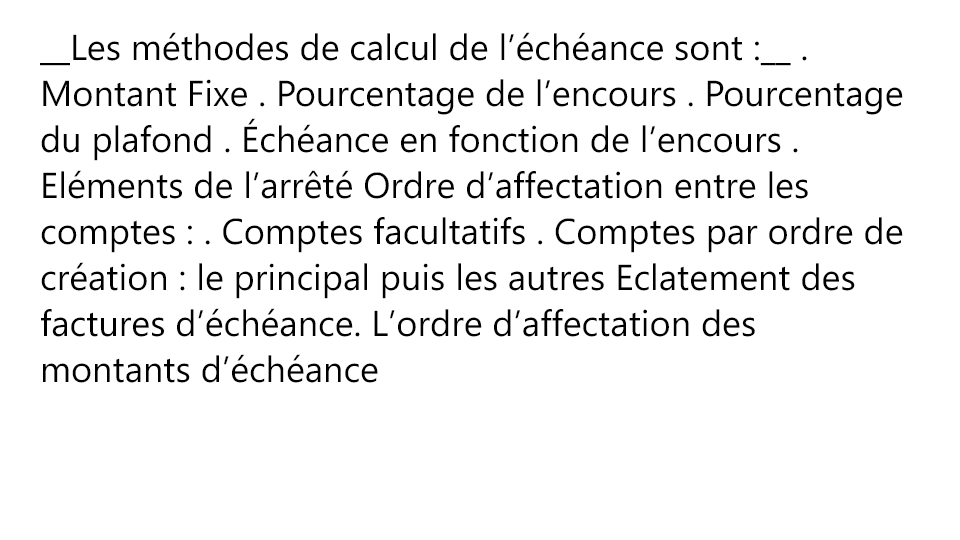 __Les méthodes de calcul de l’échéance sont :__ .
Montant Fixe . Pourcentage de l’encours . Pourcentage
du plafond . Échéance en fonction de l’encours .
Eléments de l’arrêté Ordre d’affectation entre les
comptes : . Comptes facultatifs . Comptes par ordre de
création : le principal puis les autres Eclatement des
factures d’échéance. L’ordre d’affectation des
montants d’échéance